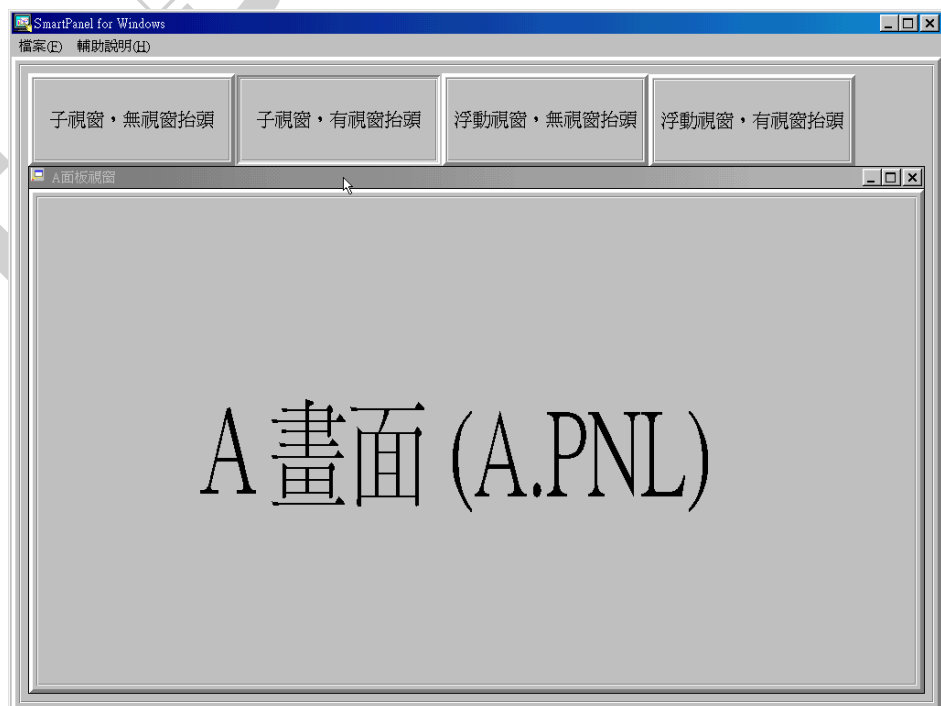 SmartPanel for Windows
檔案(F) 輔助說明(H)
子視窗，無視窗抬頭
子視窗，有視窗抬頭
浮動視窗，無視窗抬頭
浮動視窗，有視窗抬頭
A面板視窗
A 畫面 (A.PNL)